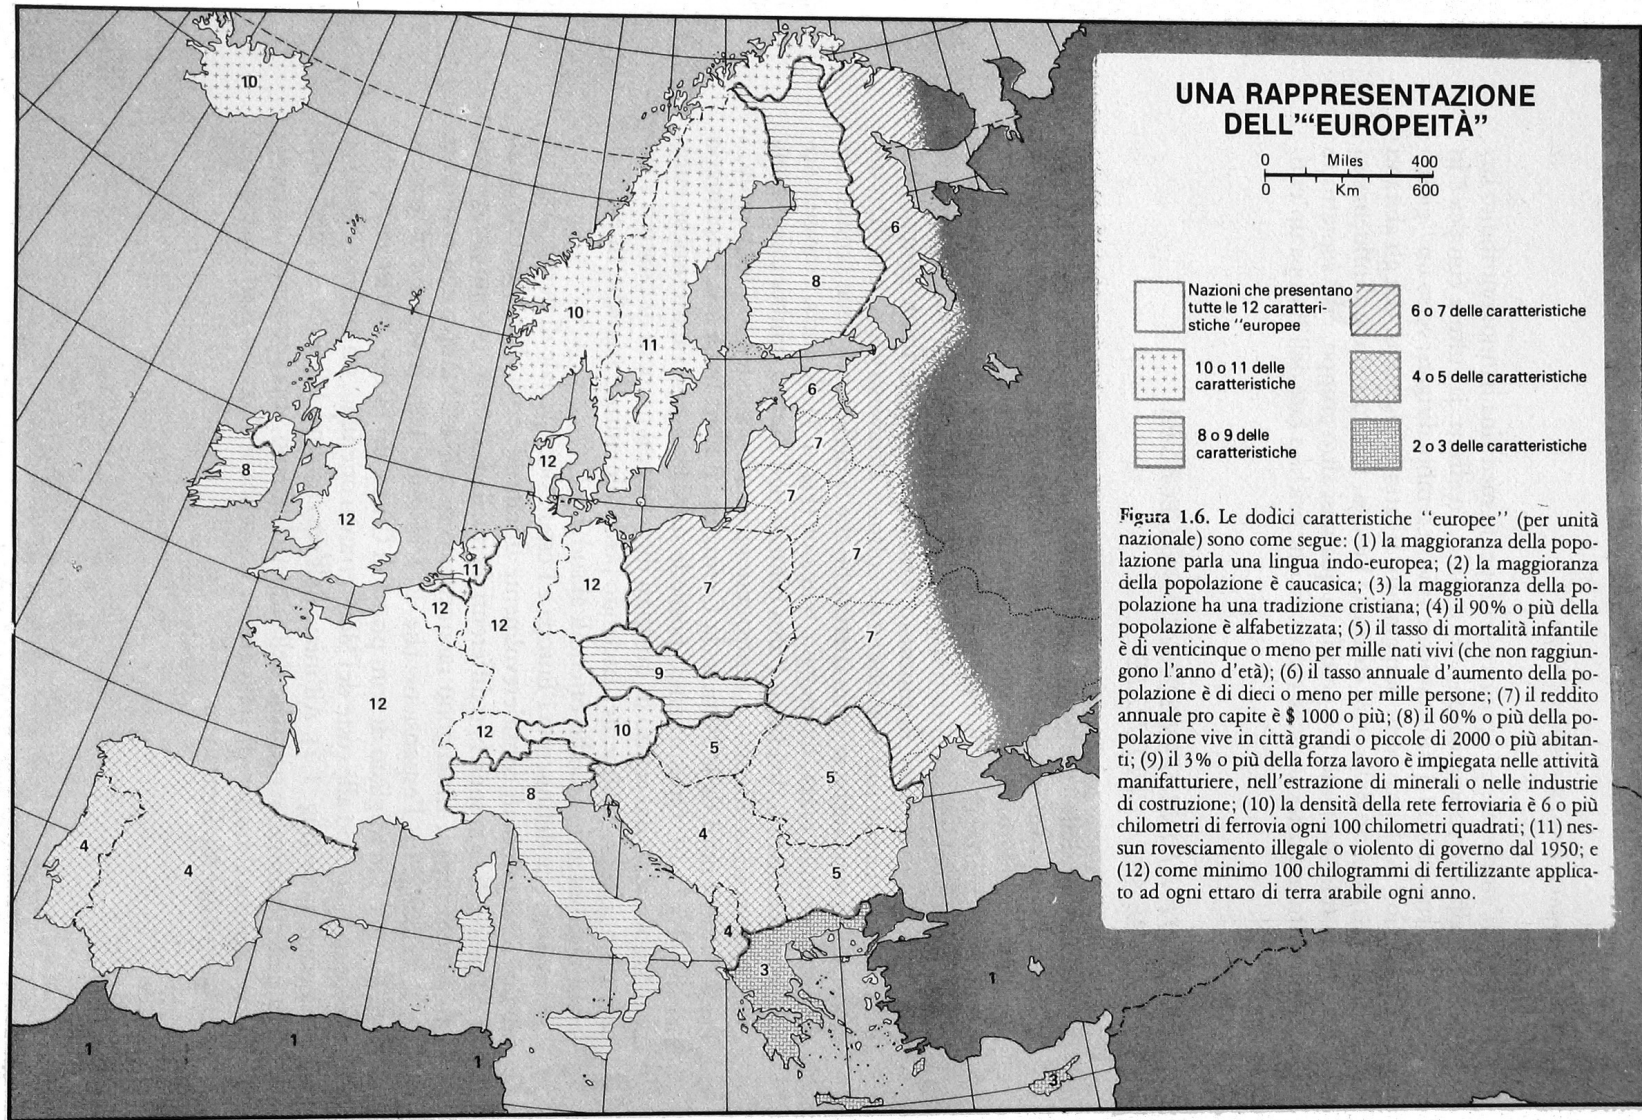 UNA RAPPRESENTAZIONE
DELL'“EUROPEITÀ”
0 Miles 400
0 Km 600
Nazioni che presentano
tutte le 12 caratteri-
stiche “europee
10 o 11 delle
caratteristiche
8 o 9 delle
caratteristiche
6 o 7 delle caratteristiche
4 o 5 delle caratteristiche
2 o 3 delle caratteristiche
Figura 1.6. Le dodici caratteristiche “europee” (per unità
nazionale) sono come segue: (1) la maggioranza della popo-
lazione parla una lingua indo-europea; (2) la maggioranza
della popolazione è caucasica; (3) la maggioranza della po-
polazione ha una tradizione cristiana; (4) il 90% o più della
popolazione è alfabetizzata; (5) il tasso di mortalità infantile
è di venticinque o meno per mille nati vivi (che non raggiun-
gono l'anno d'età); (6) il tasso annuale d'aumento della po-
polazione è di dieci o meno per mille persone; (7) il reddito
annuale pro capite è $ 1000 o più; (8) il 60% o più della po-
polazione vive in città grandi o piccole di 2000 o più abitan-
ti; (9) il 3% o più della forza lavoro è impiegata nelle attività
manifatturiere, nell'estrazione di minerali o nelle industrie
di costruzione; (10) la densità della rete ferroviaria è 6 o più
chilometri di ferrovia ogni 100 chilometri quadrati; (11) nes-
sun rovesciamento illegale o violento di governo dal 1950; e
(12) come minimo 100 chilogrammi di fertilizzante applica-
to ad ogni ettaro di terra arabile ogni anno.
10
6
8
10
11
6
7
8
12
12
7
11
12
7
12
7
12
7
9
12
12
10
5
5
8
4
4
4
5
4
3
1
1
1
1
3